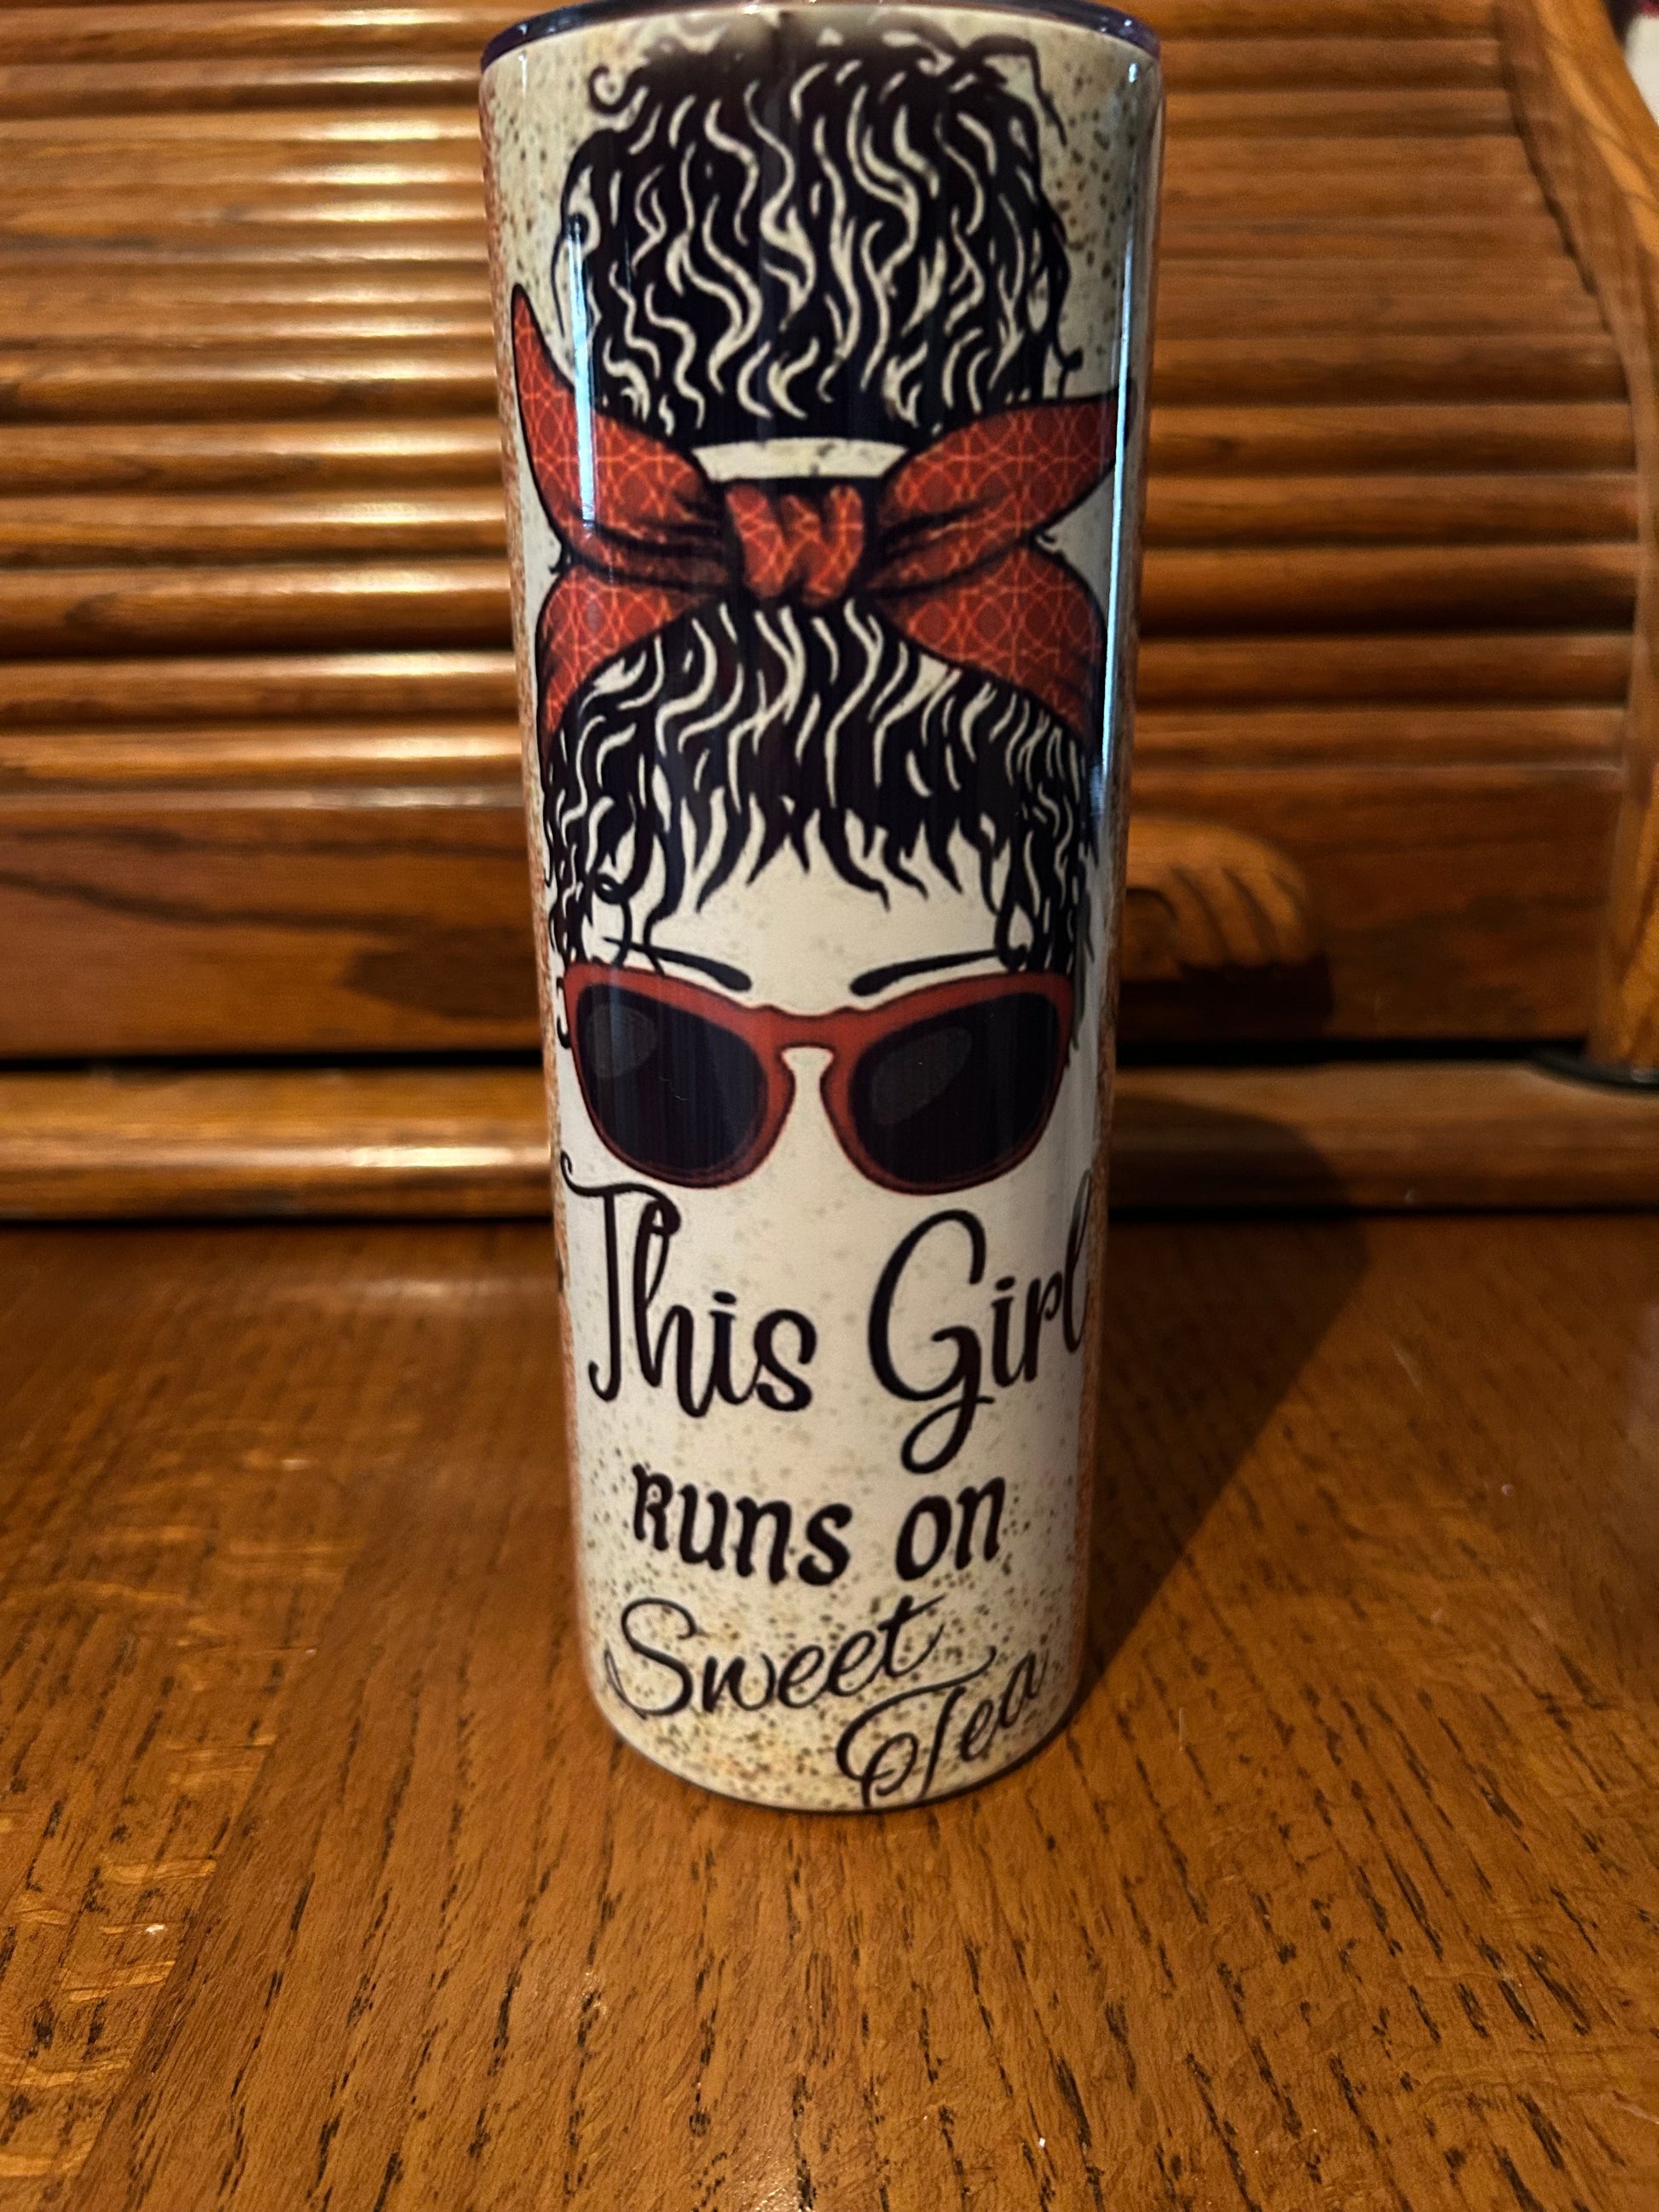 This Girl
Runs on
Sweet
Tea